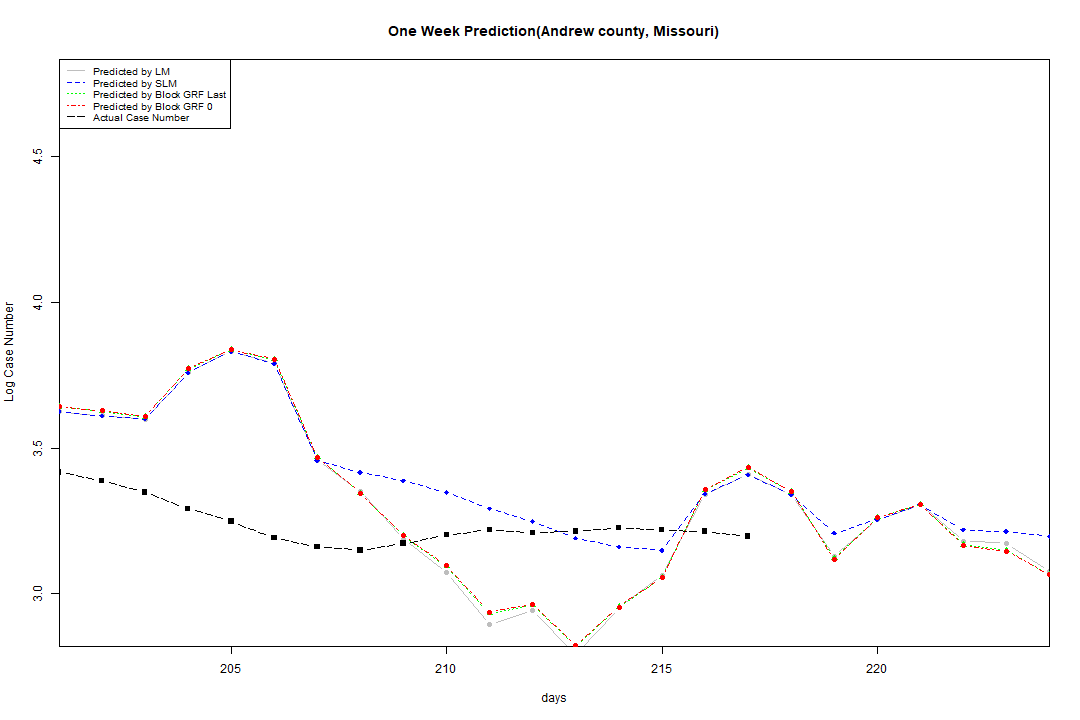 One Week Prediction(Andrew county, Missouri)
Predicted by LM
Predicted by SLM
Predicted by Block GRF Last
Predicted by Block GRF 0
Actual Case Number
4.5
4.0
3.5
3.0
Log Case Number
205 210 215 220
days